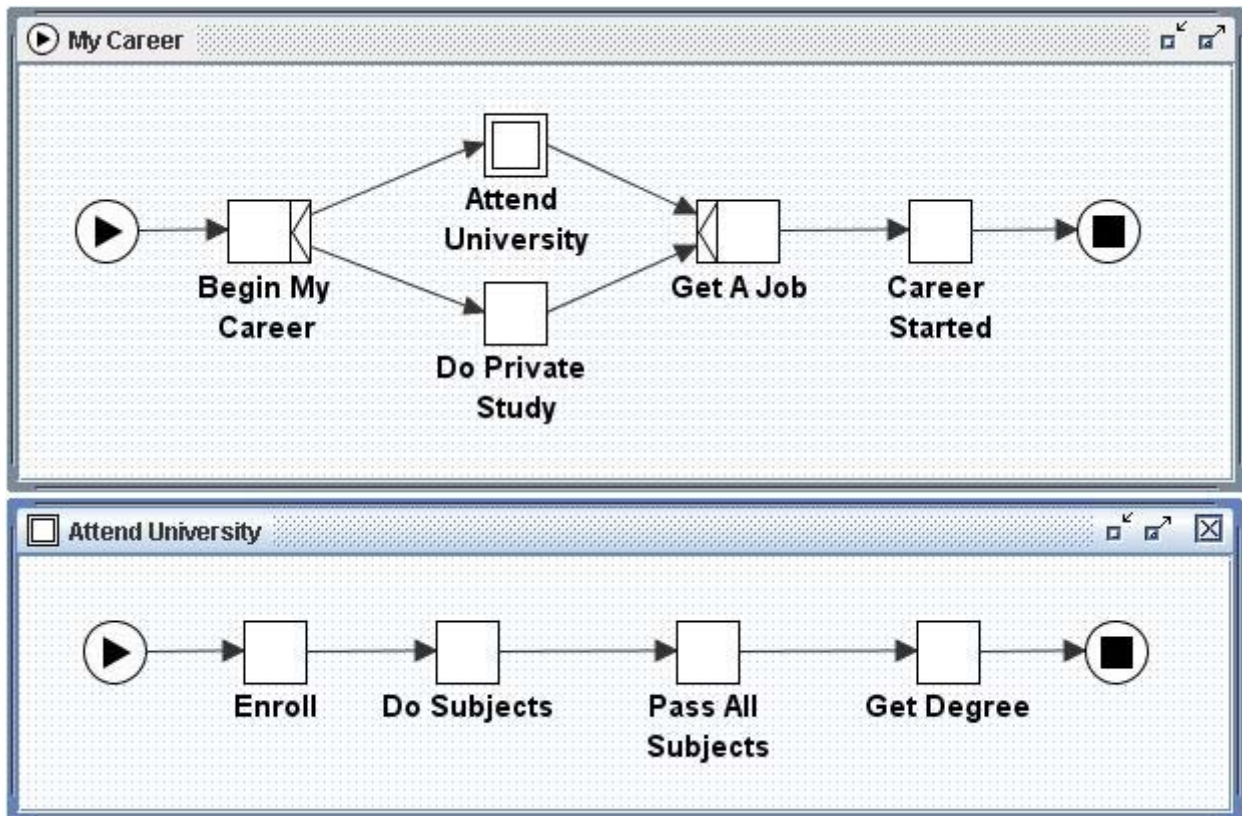 My Career
Attend
University
Begin My
Career
Get A Job
Career
Started
Do Private
Study
Attend University
Enroll
Do Subjects
Pass All
Subjects
Get Degree